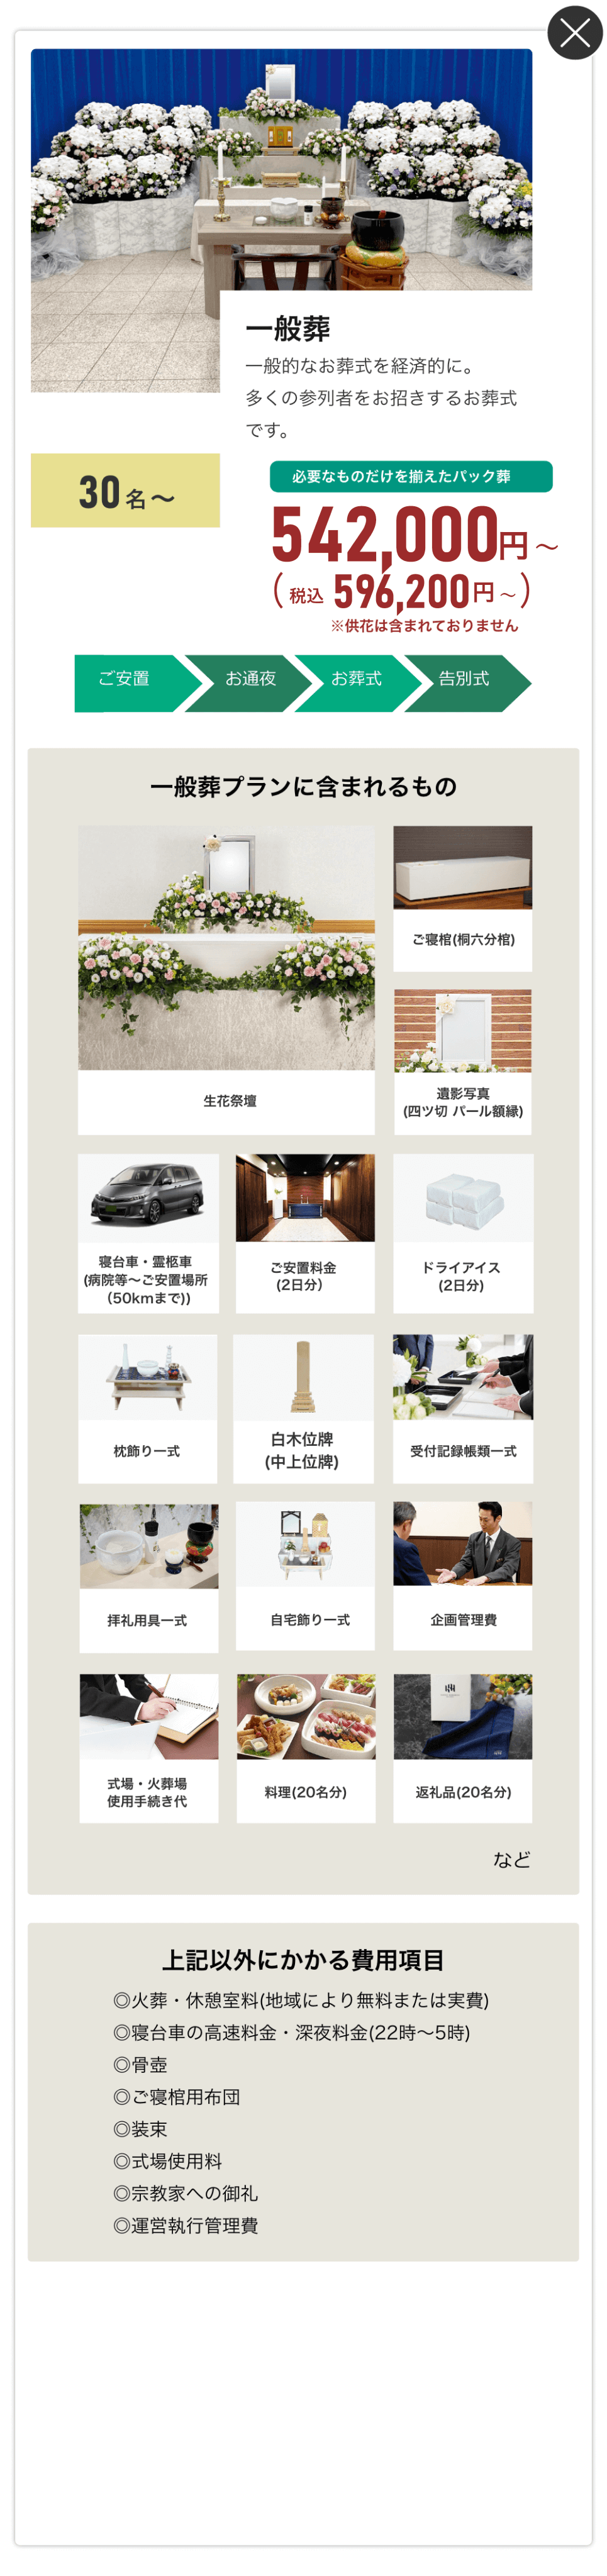 一般葬
一般的なお葬式を経済的に。
多くの参列者をお招きするお葬式
です。
30名～
必要なものだけを揃えたパック葬
542,000円～
(税込 596,200円～)
※供花は含まれておりません
ご安置 お通夜 お葬式 告別式
一般葬プランに含まれるもの
生花祭壇
ご寝棺(桐六分棺)
遺影写真
(四ツ切 パール額縁)
寝台車・霊柩車
(病院等～ご安置場所
（50kmまで))
ご安置料金
(2日分）
ドライアイス
(2日分)
枕飾り一式
白木位牌
(中上位牌)
受付記録帳類一式
拝礼用具一式
自宅飾り一式
企画管理費
式場・火葬場
使用手続き代
料理(20名分)
返礼品(20名分)
など
上記以外にかかる費用項目
◎火葬・休憩室料(地域により無料または実費)
◎寝台車の高速料金・深夜料金(22時～5時)
◎骨壺
◎ご寝棺用布団
◎装束
◎式場使用料
◎宗教家への御礼
◎運営執行管理費